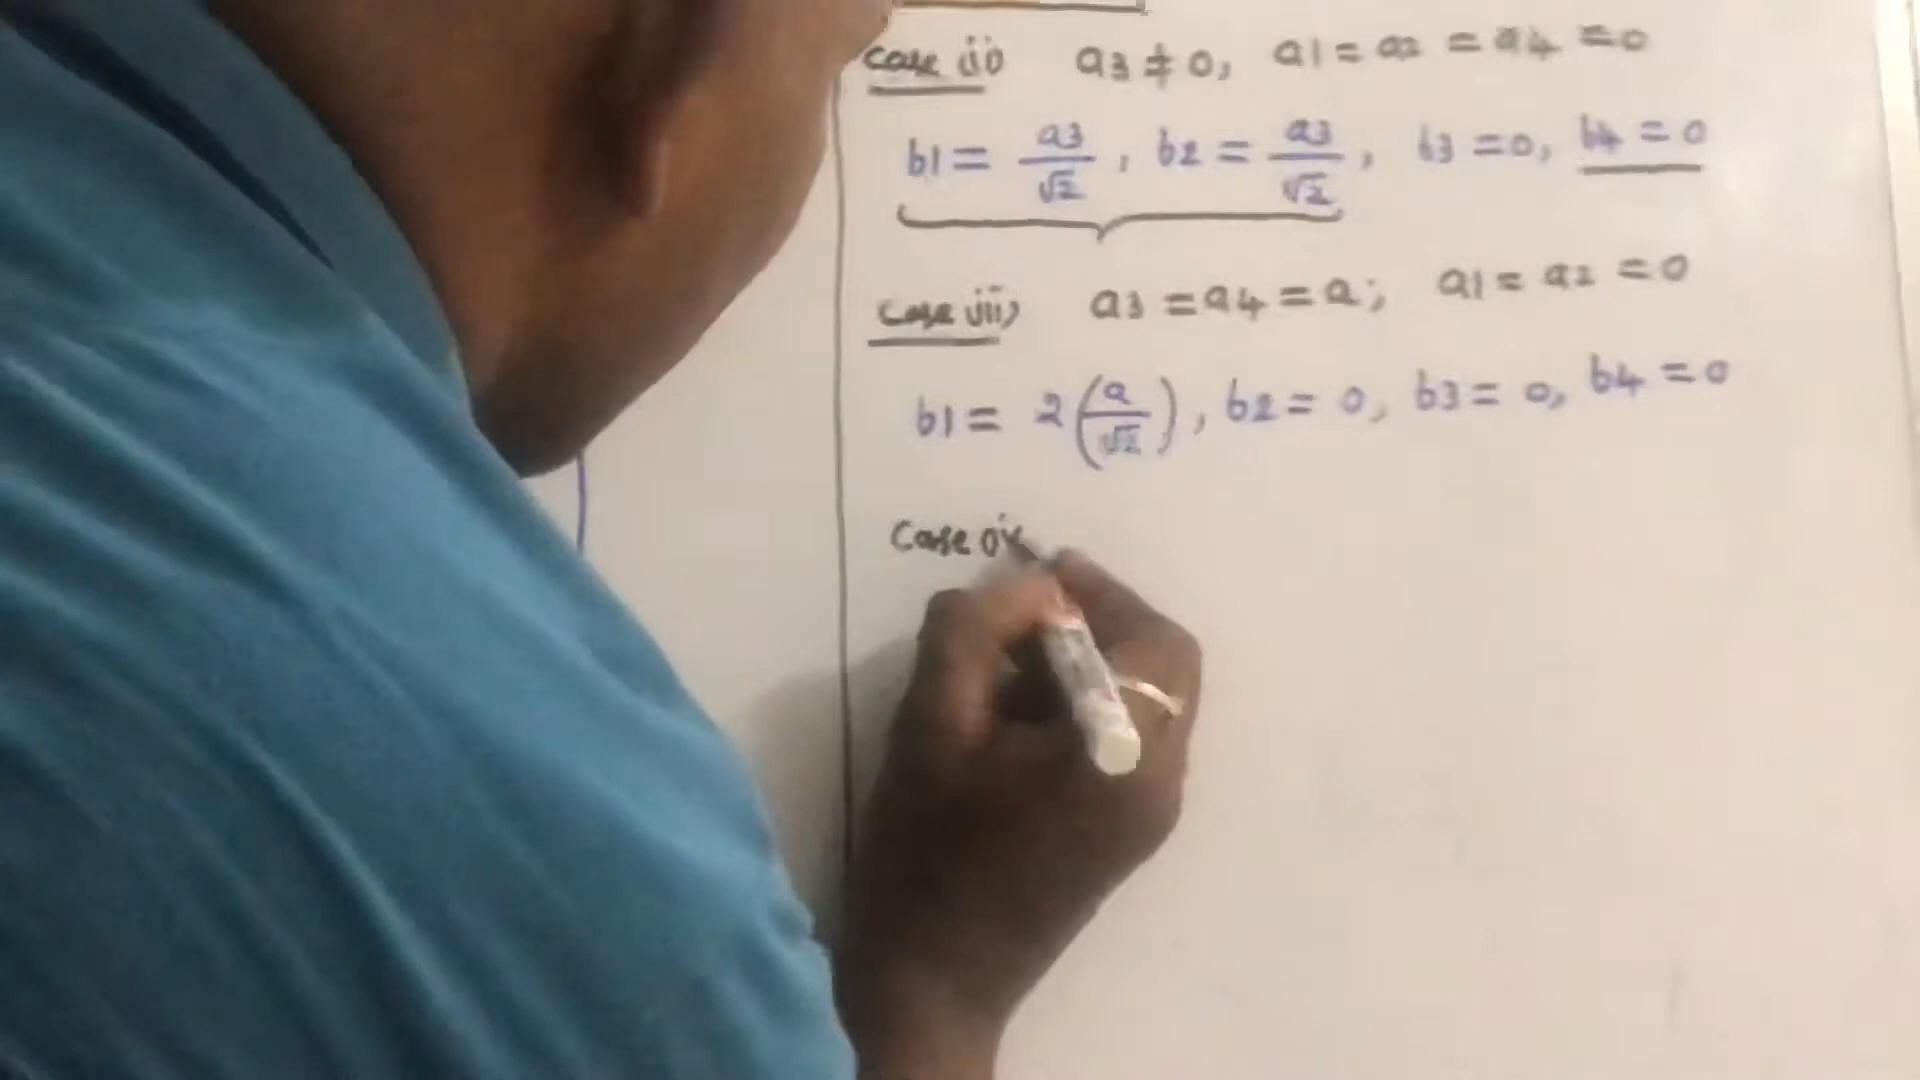 Case ii) a3 ≠ 0, a1 = a2 = a4 = 0
b1 = a3/√2, b2 = a3/√2, b3 = 0, b4 = 0
Case iii) a3 = a4 = a; a1 = a2 = 0
b1 = 2(a/√2), b2 = 0, b3 = 0, b4 = 0
Case